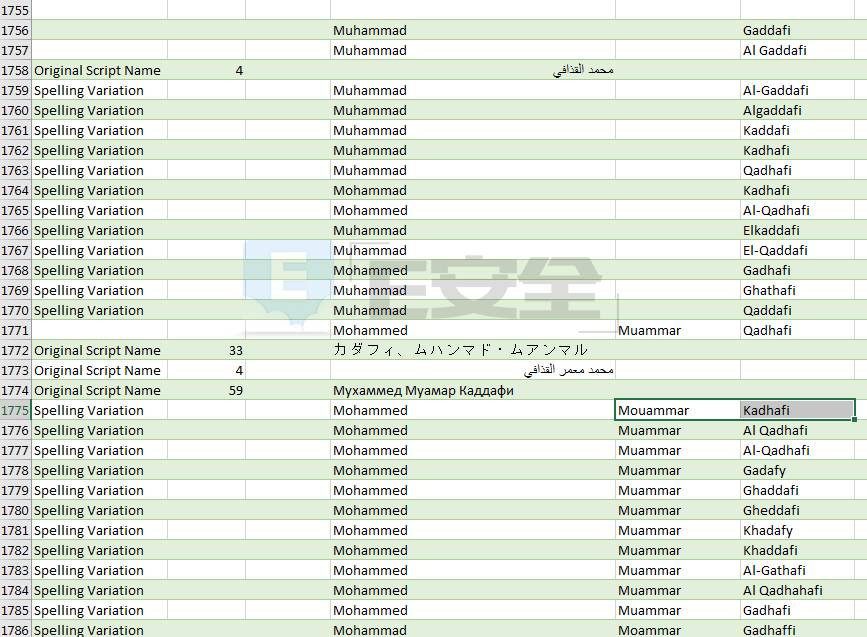 1755
1756 Muhammad Gaddafi
1757 Muhammad Al Gaddafi
1758 Original Script Name 4 محمد القذافي
1759 Spelling Variation Muhammad Al-Gaddafi
1760 Spelling Variation Muhammad Algaddafi
1761 Spelling Variation Muhammad Kaddafi
1762 Spelling Variation Muhammad Kadhafi
1763 Spelling Variation Muhammad Qadhafi
1764 Spelling Variation Mohammad Kadhafi
1765 Spelling Variation Mohammed Al-Qadhafi
1766 Spelling Variation Muhammad Elkaddafi
1767 Spelling Variation Muhammad El-Qaddafi
1768 Spelling Variation Mohammed Gadhafi
1769 Spelling Variation Muhammad Ghathafi
1770 Spelling Variation Muhammad Qaddafi
1771 Mohammed Muammar Qadhafi
1772 Original Script Name 33 カダフィ、ムハンマド・ムアンマル
1773 Original Script Name 4 محمد معمر القذافي
1774 Original Script Name 59 Мухаммед Муамар Каддафи
1775 Spelling Variation Mohammed Mouammar Kadhafi
1776 Spelling Variation Mohammed Muammar Al Qadhafi
1777 Spelling Variation Mohammed Muammar Al-Qadhafi
1778 Spelling Variation Mohammed Muammar Gadafy
1779 Spelling Variation Mohammed Muammar Ghaddafi
1780 Spelling Variation Mohammed Muammar Gheddafi
1781 Spelling Variation Mohammed Muammar Khadafy
1782 Spelling Variation Mohammed Muammar Khaddafi
1783 Spelling Variation Mohammed Muammar Al-Gathafi
1784 Spelling Variation Mohammed Muammar Al Qadhahafi
1785 Spelling Variation Mohammed Muammar Gadhafi
1786 Spelling Variation Mohammad Moammar Gadhaffi
E E安全